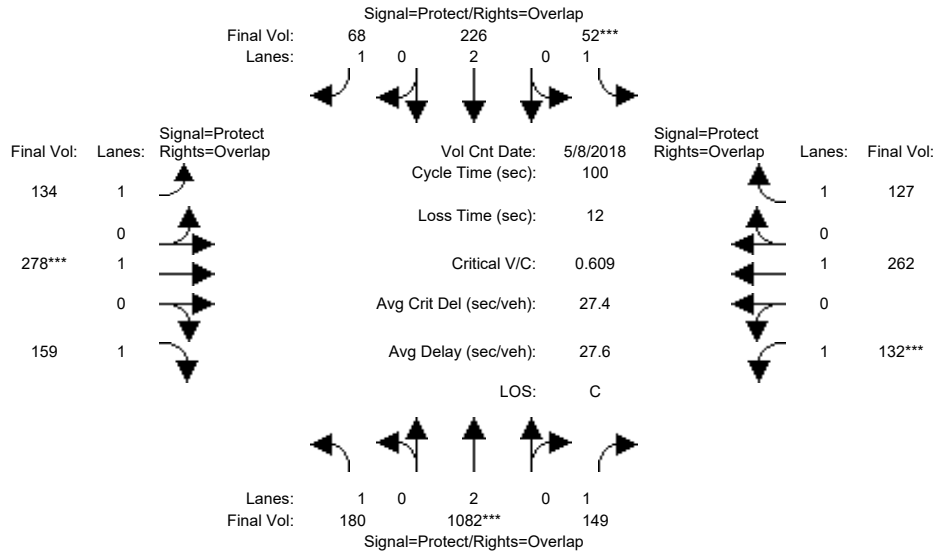 Signal=Protect/Rights=Overlap
Final Vol: 68 226 52***
Lanes: 1 0 2 0 1
Signal=Protect Signal=Protect
Final Vol: Lanes: Rights=Overlap Vol Cnt Date: 5/8/2018 Rights=Overlap Lanes: Final Vol:
Cycle Time (sec): 100
134 1 1 127
Loss Time (sec): 12
0 0
278*** 1 Critical V/C: 0.609 1 262
0 Avg Crit Del (sec/veh): 27.4 0
159 1 Avg Delay (sec/veh): 27.6 1 132***
LOS: C
Lanes: 1 0 2 0 1
Final Vol: 180 1082*** 149
Signal=Protect/Rights=Overlap